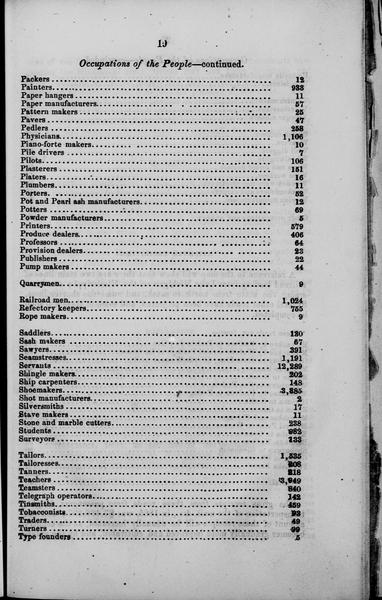 19
Occupations of the People—continued.
Packers ........ 12
Painters ........ 933
Paper hangers ........ 11
Paper manufacturers ........ 57
Pattern makers ........ 25
Pavers ........ 47
Pedlers ........ 258
Physicians ........ 1,106
Piano-forte makers ........ 10
Pile drivers ........ 7
Pilots ........ 106
Plasterers ........ 151
Platers ........ 16
Plumbers ........ 11
Porters ........ 52
Pot and Pearl ash manufacturers ........ 12
Potters ........ 69
Powder manufacturers ........ 5
Printers ........ 579
Produce dealers ........ 406
Professors ........ 64
Provision dealers ........ 23
Publishers ........ 22
Pump makers ........ 44
Quarrymen ........ 9
Railroad men ........ 1,024
Refectory keepers ........ 755
Rope makers ........ 9
Saddlers ........ 120
Sash makers ........ 67
Sawyers ........ 391
Seamstresses ........ 1,191
Servants ........ 12,289
Shingle makers ........ 202
Ship carpenters ........ 148
Shoemakers ........ 3,385
Shot manufacturers ........ 2
Silversmiths ........ 17
Stave makers ........ 11
Stone and marble cutters ........ 238
Students ........ 982
Surveyors ........ 133
Tailors ........ 1,535
Tailoresses ........ 208
Tanners ........ 218
Teachers ........ 3,949
Teamsters ........ 840
Telegraph operators ........ 142
Tinsmiths ........ 459
Tobacconists ........ 93
Traders ........ 49
Turners ........ 99
Type founders ........ 5